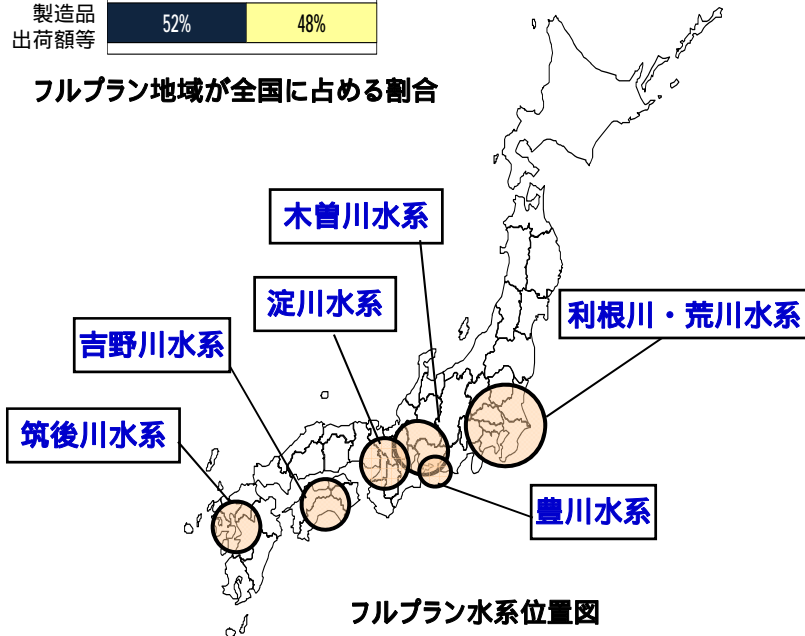 製造品
出荷額等
52%
48%
フルプラン地域が全国に占める割合
木曽川水系
淀川水系
利根川・荒川水系
吉野川水系
筑後川水系
豊川水系
フルプラン水系位置図